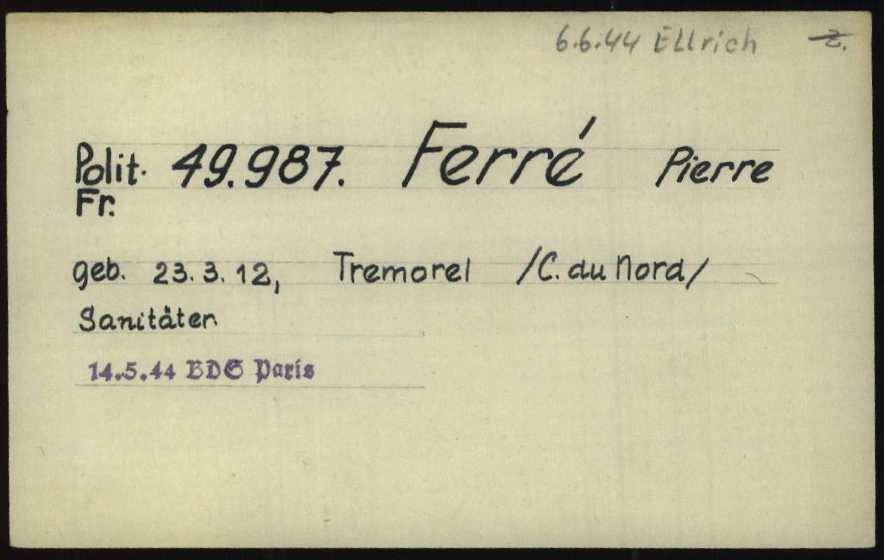 6.6.44 Ellrich z.
Polit. 49.987. Ferré Pierre
Fr.
geb. 23.3.12, Tremorel /C. du Nord/
Sanitäter.
14.5.44 BDS Paris